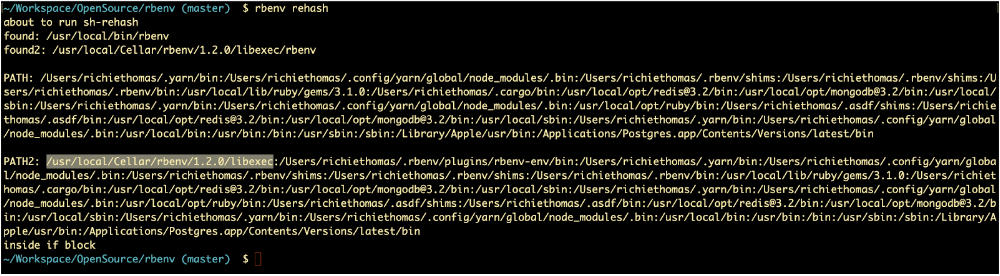 ~/Workspace/OpenSource/rbenv (master)  $ rbenv rehash
about to run sh-rehash
found: /usr/local/bin/rbenv
found2: /usr/local/Cellar/rbenv/1.2.0/libexec/rbenv
PATH: /Users/richiethomas/.yarn/bin:/Users/richiethomas/.config/yarn/global/node_modules/.bin:/Users/richiethomas/.rbenv/shims:/Users/richiethomas/.rbenv/shims:/U
sers/richiethomas/.rbenv/bin:/usr/local/lib/ruby/gems/3.1.0:/Users/richiethomas/.cargo/bin:/usr/local/opt/redis@3.2/bin:/usr/local/opt/mongodb@3.2/bin:/usr/local/
sbin:/Users/richiethomas/.yarn/bin:/Users/richiethomas/.config/yarn/global/node_modules/.bin:/usr/local/opt/ruby/bin:/Users/richiethomas/.asdf/shims:/Users/richie
thomas/.asdf/bin:/usr/local/opt/redis@3.2/bin:/usr/local/opt/mongodb@3.2/bin:/usr/local/sbin:/Users/richiethomas/.yarn/bin:/Users/richiethomas/.config/yarn/global
/node_modules/.bin:/usr/local/bin:/usr/bin:/bin:/usr/sbin:/sbin:/Library/Apple/usr/bin:/Applications/Postgres.app/Contents/Versions/latest/bin
PATH2: /usr/local/Cellar/rbenv/1.2.0/libexec:/Users/richiethomas/.rbenv/plugins/rbenv-env/bin:/Users/richiethomas/.yarn/bin:/Users/richiethomas/.config/yarn/globa
l/node_modules/.bin:/Users/richiethomas/.rbenv/shims:/Users/richiethomas/.rbenv/shims:/Users/richiethomas/.rbenv/bin:/usr/local/lib/ruby/gems/3.1.0:/Users/richiet
homas/.cargo/bin:/usr/local/opt/redis@3.2/bin:/usr/local/opt/mongodb@3.2/bin:/usr/local/sbin:/Users/richiethomas/.yarn/bin:/Users/richiethomas/.config/yarn/global
/node_modules/.bin:/usr/local/opt/ruby/bin:/Users/richiethomas/.asdf/shims:/Users/richiethomas/.asdf/bin:/usr/local/opt/redis@3.2/bin:/usr/local/opt/mongodb@3.2/b
in:/usr/local/sbin:/Users/richiethomas/.yarn/bin:/Users/richiethomas/.config/yarn/global/node_modules/.bin:/usr/local/bin:/usr/bin:/bin:/usr/sbin:/sbin:/Library/A
pple/usr/bin:/Applications/Postgres.app/Contents/Versions/latest/bin
inside if block
~/Workspace/OpenSource/rbenv (master)  $